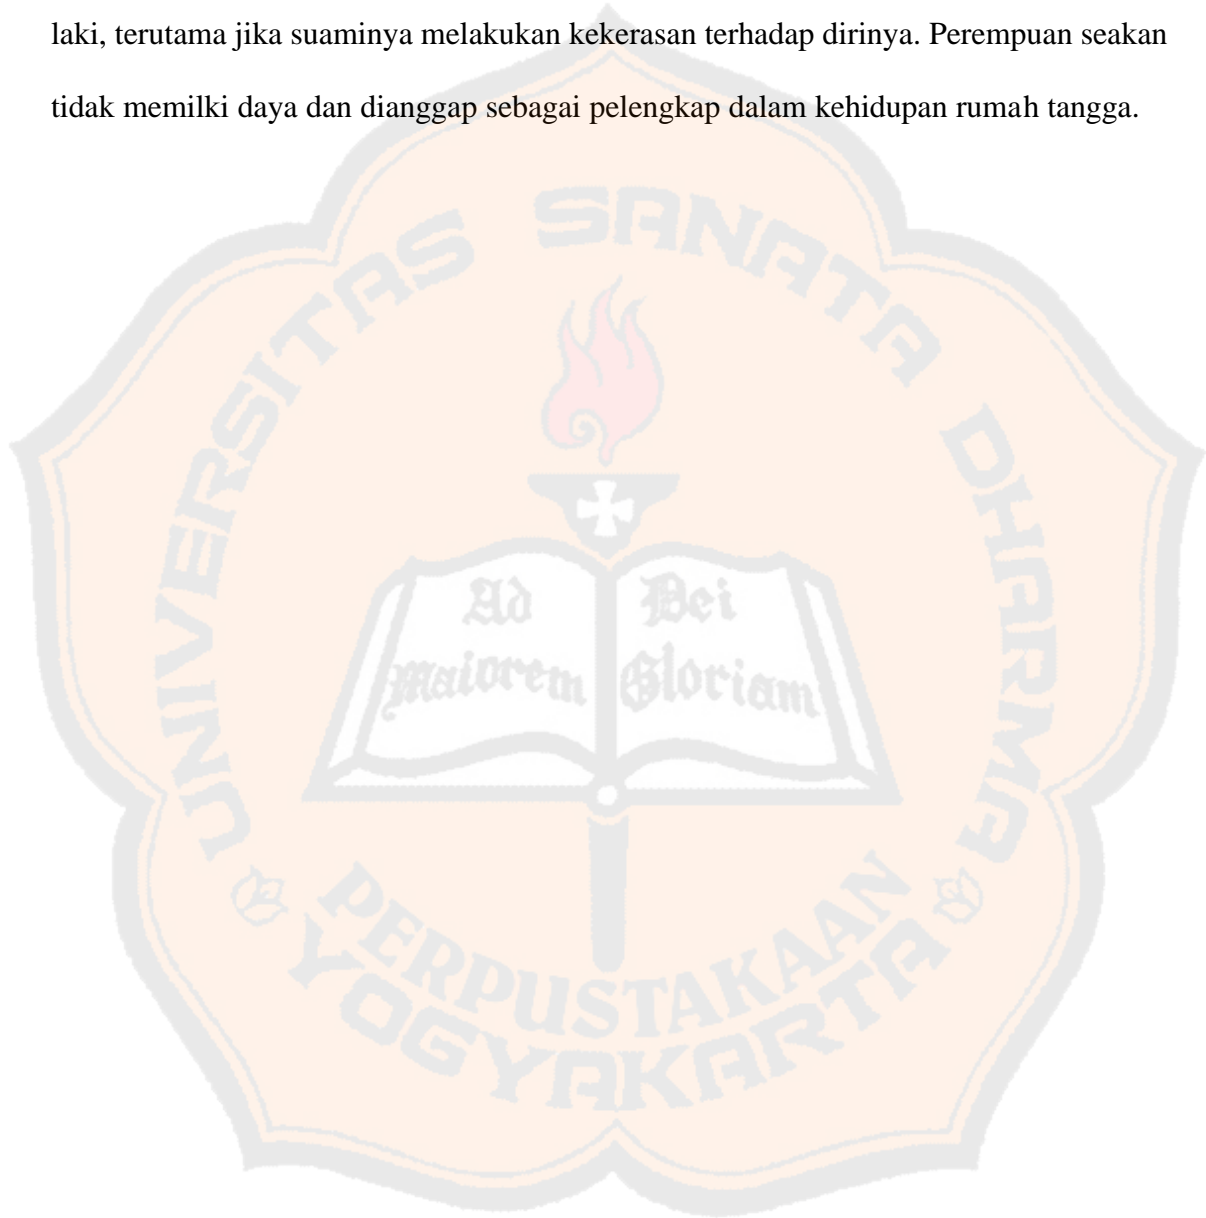 laki, terutama jika suaminya melakukan kekerasan terhadap dirinya. Perempuan seakan
tidak memilki daya dan dianggap sebagai pelengkap dalam kehidupan rumah tangga.
UNIVERSITAS SANATA DHARMA
Ad
maiorem
Dei
Gloriam
PERPUSTAKAAN
YOGYAKARTA